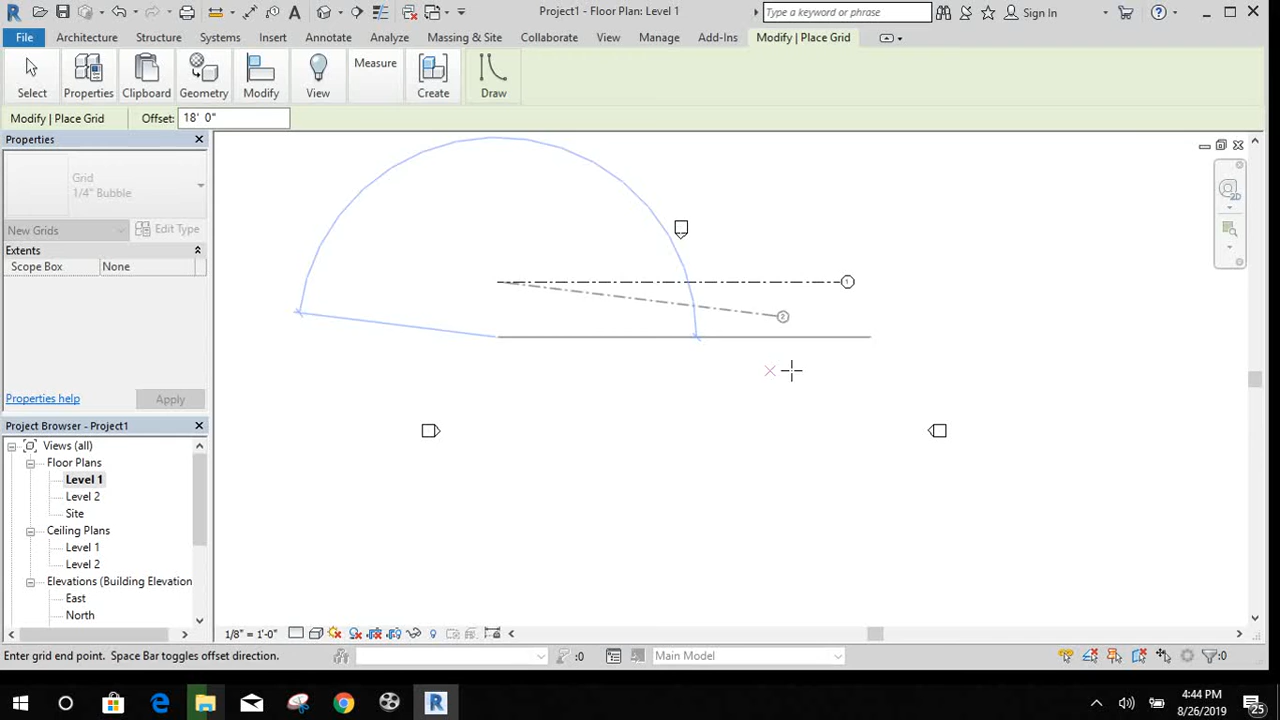 Project1 - Floor Plan: Level 1
Type a keyword or phrase
Sign In
File Architecture Structure Systems Insert Annotate Analyze Massing & Site Collaborate View Manage Add-Ins Modify | Place Grid
Select Properties Clipboard Geometry Modify View Measure Create Draw
Modify | Place Grid Offset: 18' 0"
Properties
Grid
1/4" Bubble
New Grids Edit Type
Extents
Scope Box None
Properties help Apply
Project Browser - Project1
Views (all)
Floor Plans
Level 1
Level 2
Site
Ceiling Plans
Level 1
Level 2
Elevations (Building Elevation
East
North
1
2
2D
1/8" = 1'-0"
Enter grid end point. Space Bar toggles offset direction.
:0
Main Model
:0
4:44 PM
8/26/2019
25